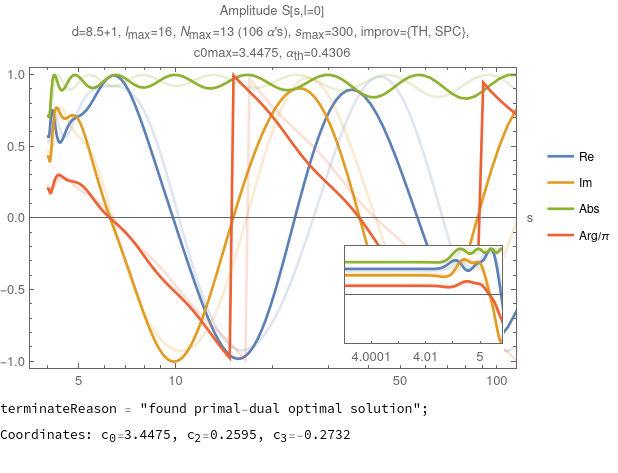 Amplitude S[s,l=0]
d=8.5+1, lmax=16, Nmax=13 (106 α's), smax=300, improv={TH, SPC},
c0max=3.4475, αth=0.4306
1.0
0.5
0.0
-0.5
-1.0
5
10
50
100
s
4.0001
4.01
5
Re
Im
Abs
Arg/π
terminateReason = "found primal-dual optimal solution";
Coordinates: c0=3.4475, c2=0.2595, c3=-0.2732